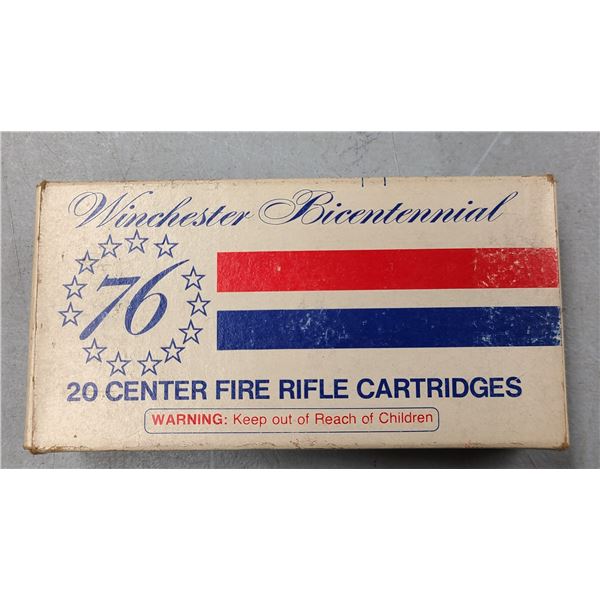 Winchester Bicentennial
76
20 CENTER FIRE RIFLE CARTRIDGES
WARNING: Keep out of Reach of Children